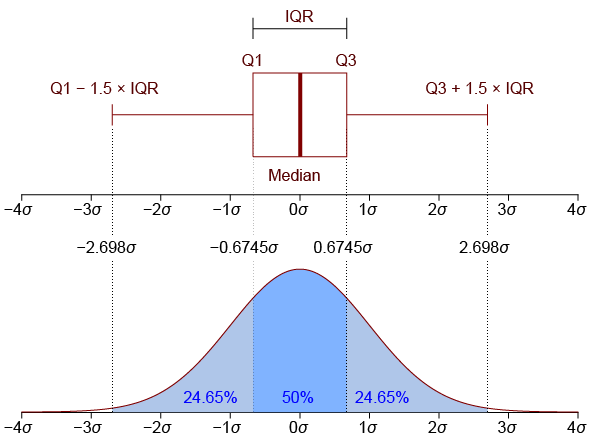 IQR
Q1 Q3
Q1 − 1.5 × IQR Q3 + 1.5 × IQR
Median
−4σ −3σ −2σ −1σ 0σ 1σ 2σ 3σ 4σ
−2.698σ −0.6745σ 0.6745σ 2.698σ
24.65% 50% 24.65%
−4σ −3σ −2σ −1σ 0σ 1σ 2σ 3σ 4σ